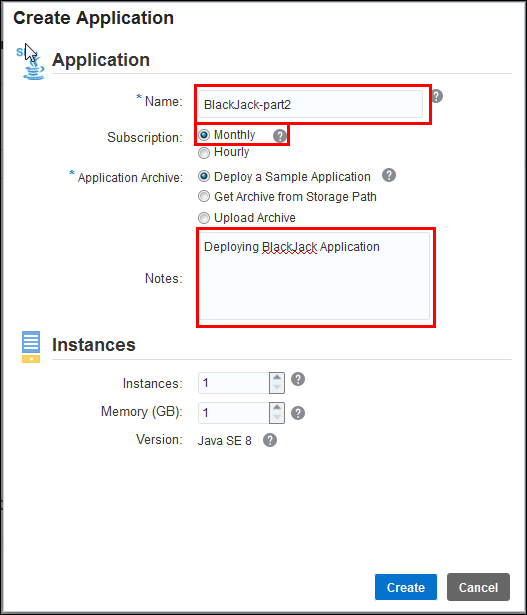 Create Application
Application
* Name: BlackJack-part2 ?
Subscription: Monthly ?
Hourly
* Application Archive: Deploy a Sample Application ?
Get Archive from Storage Path
Upload Archive
Notes: Deploying BlackJack Application
Instances
Instances: 1 ?
Memory (GB): 1 ?
Version: Java SE 8 ?
Create Cancel